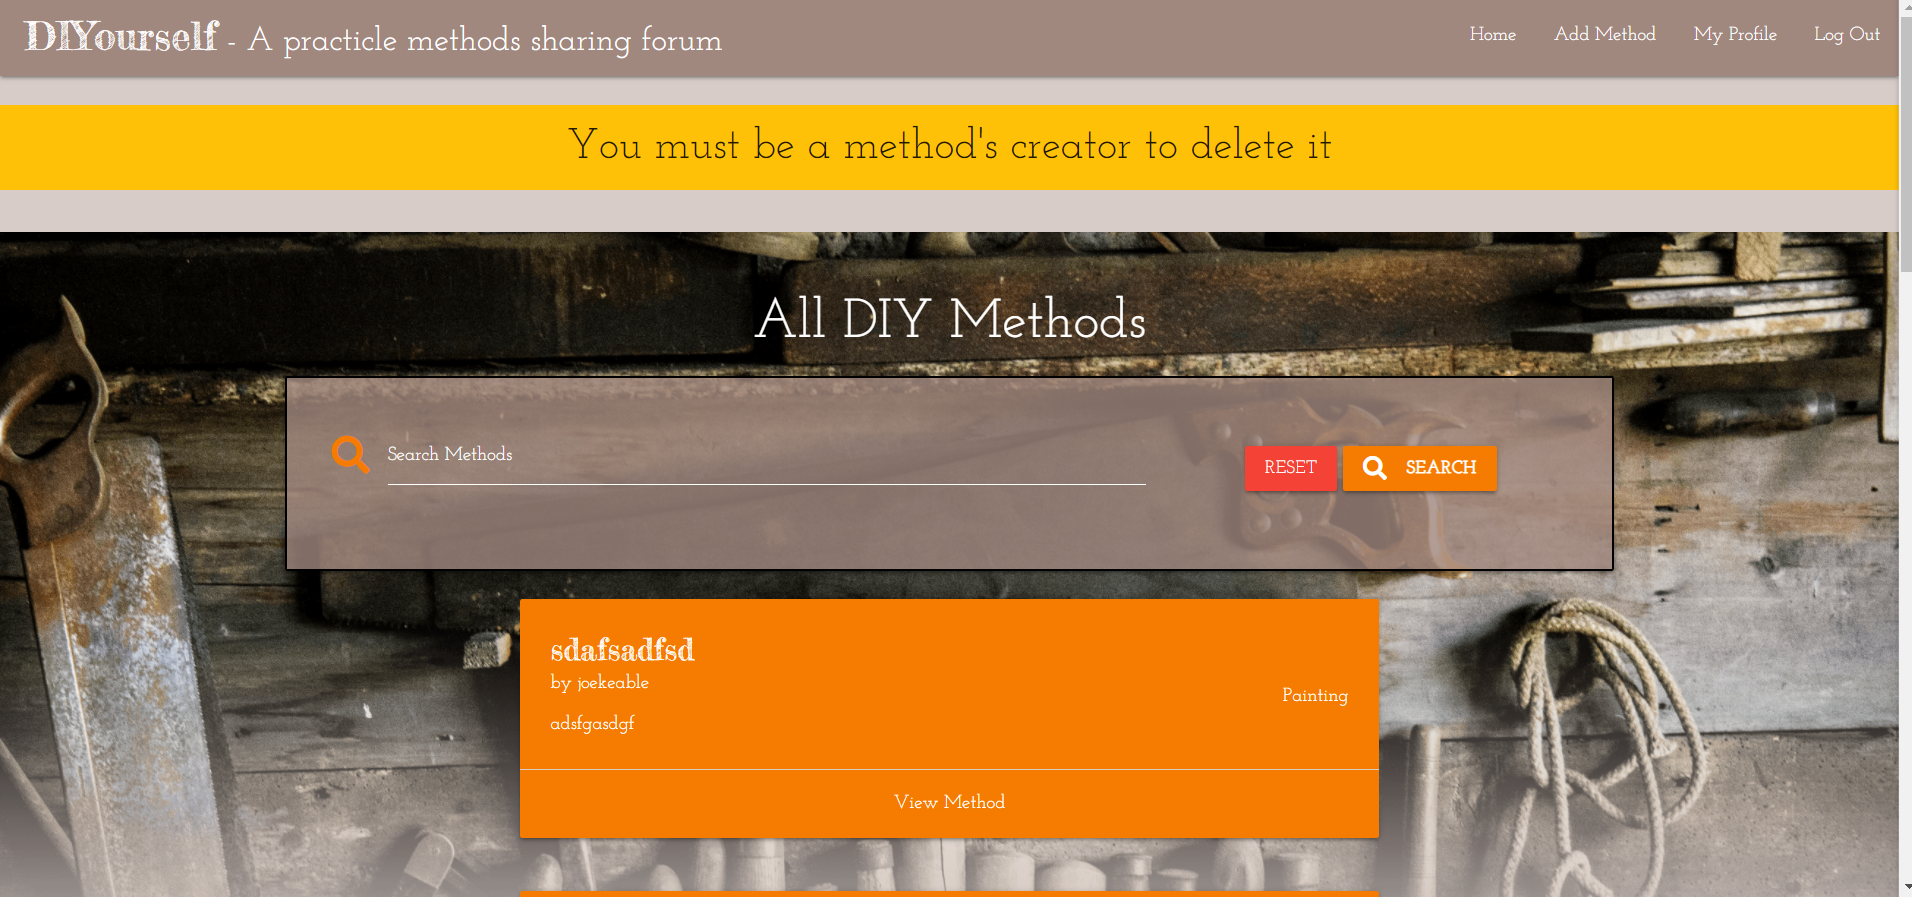 DIYourself - A practicle methods sharing forum
Home Add Method My Profile Log Out
You must be a method's creator to delete it
All DIY Methods
Search Methods
RESET SEARCH
sdafsadfsd
by joekeable
Painting
adsfgasdgf
View Method